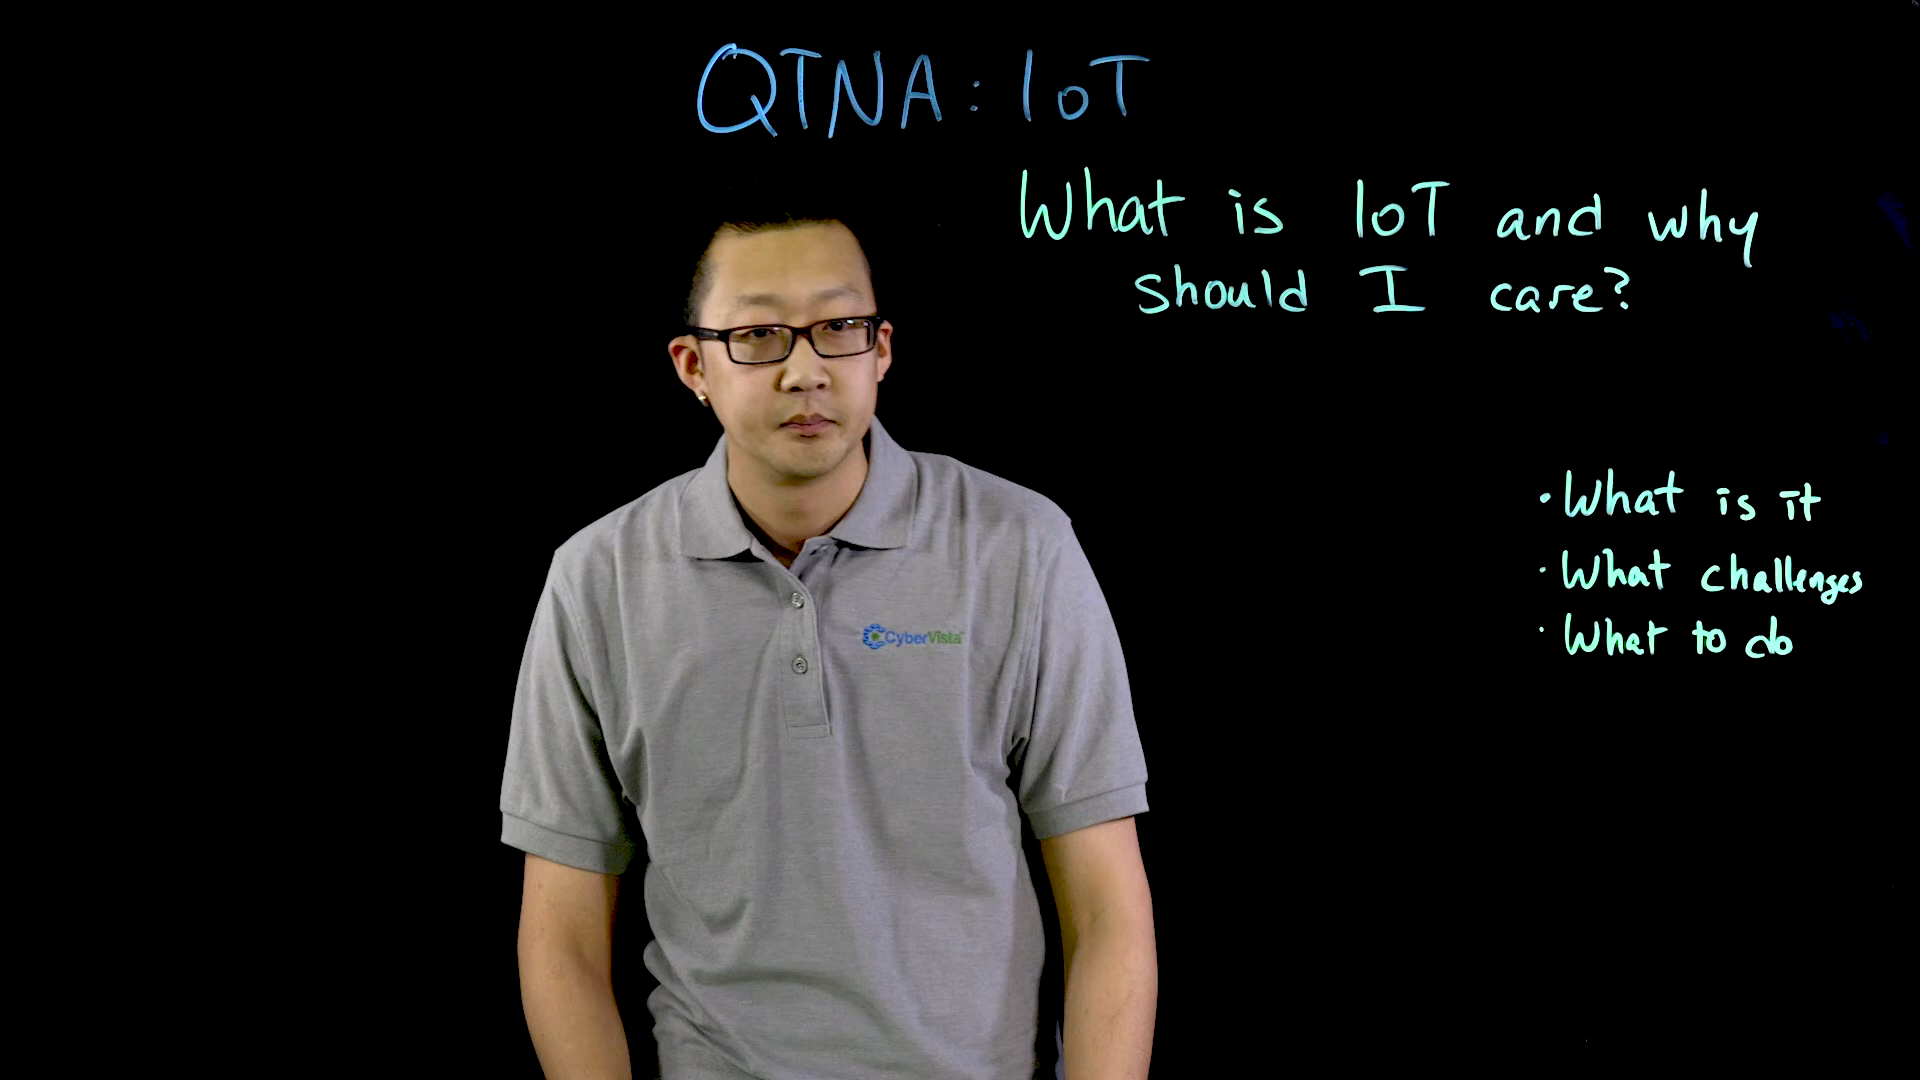 QTNA: IoT
What is IoT and why
should I care?
• What is it
• What challenges
• What to do
CyberVista